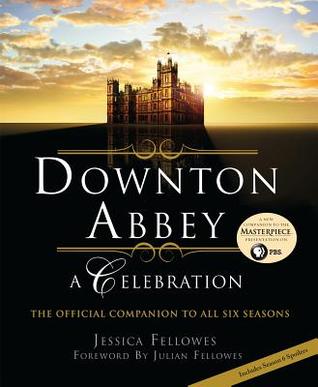 DOWNTON
ABBEY
A CELEBRATION
A NEW
COMPANION TO THE
MASTERPIECE
PRESENTATION ON
PBS.
THE OFFICIAL COMPANION TO ALL SIX SEASONS
JESSICA FELLOWES
FOREWORD BY JULIAN FELLOWES
Includes Season 6 Spoilers